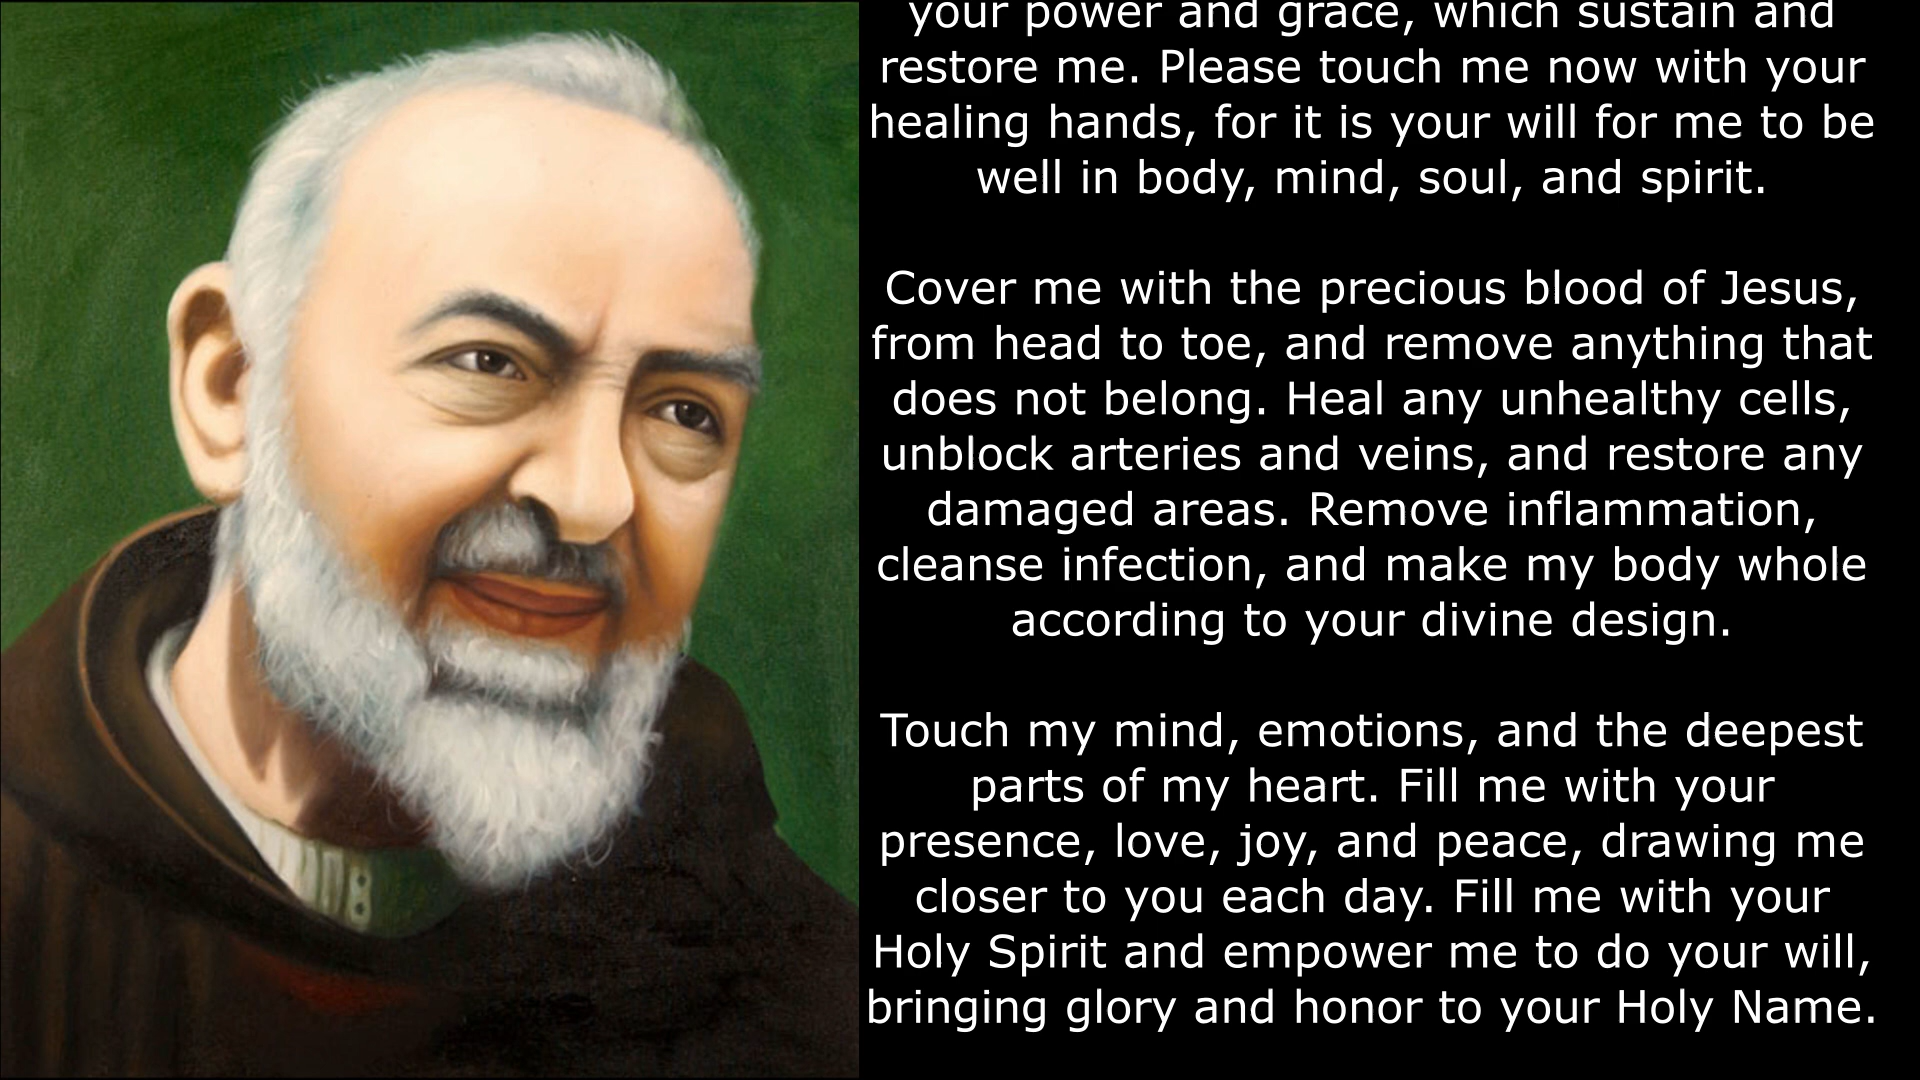 your power and grace, which sustain and
restore me. Please touch me now with your
healing hands, for it is your will for me to be
well in body, mind, soul, and spirit.
Cover me with the precious blood of Jesus,
from head to toe, and remove anything that
does not belong. Heal any unhealthy cells,
unblock arteries and veins, and restore any
damaged areas. Remove inflammation,
cleanse infection, and make my body whole
according to your divine design.
Touch my mind, emotions, and the deepest
parts of my heart. Fill me with your
presence, love, joy, and peace, drawing me
closer to you each day. Fill me with your
Holy Spirit and empower me to do your will,
bringing glory and honor to your Holy Name.